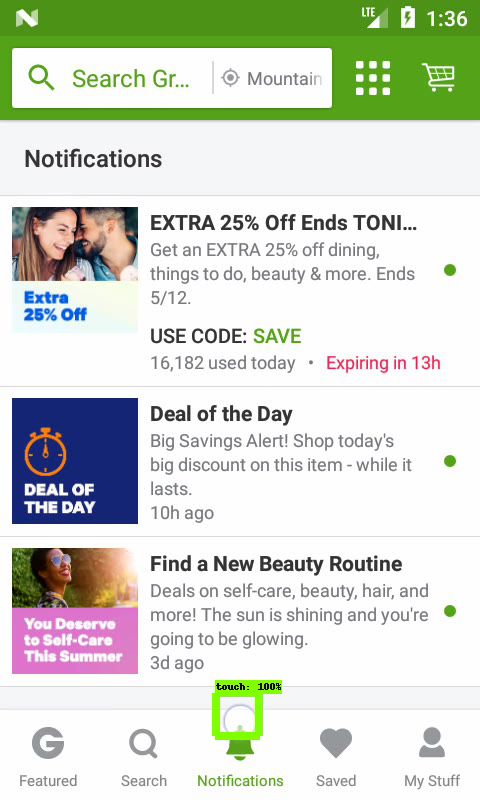 LTE 1:36
Search Gr... Mountain
Notifications
EXTRA 25% Off Ends TONI...
Get an EXTRA 25% off dining,
things to do, beauty & more. Ends
5/12.
Extra
25% Off
USE CODE: SAVE
16,182 used today • Expiring in 13h
Deal of the Day
Big Savings Alert! Shop today's
big discount on this item - while it
lasts.
10h ago
DEAL OF
THE DAY
Find a New Beauty Routine
Deals on self-care, beauty, hair, and
more! The sun is shining and you're
going to be glowing.
3d ago
You Deserve
to Self-Care
This Summer
touch: 100%
G
Featured Search Notifications Saved My Stuff